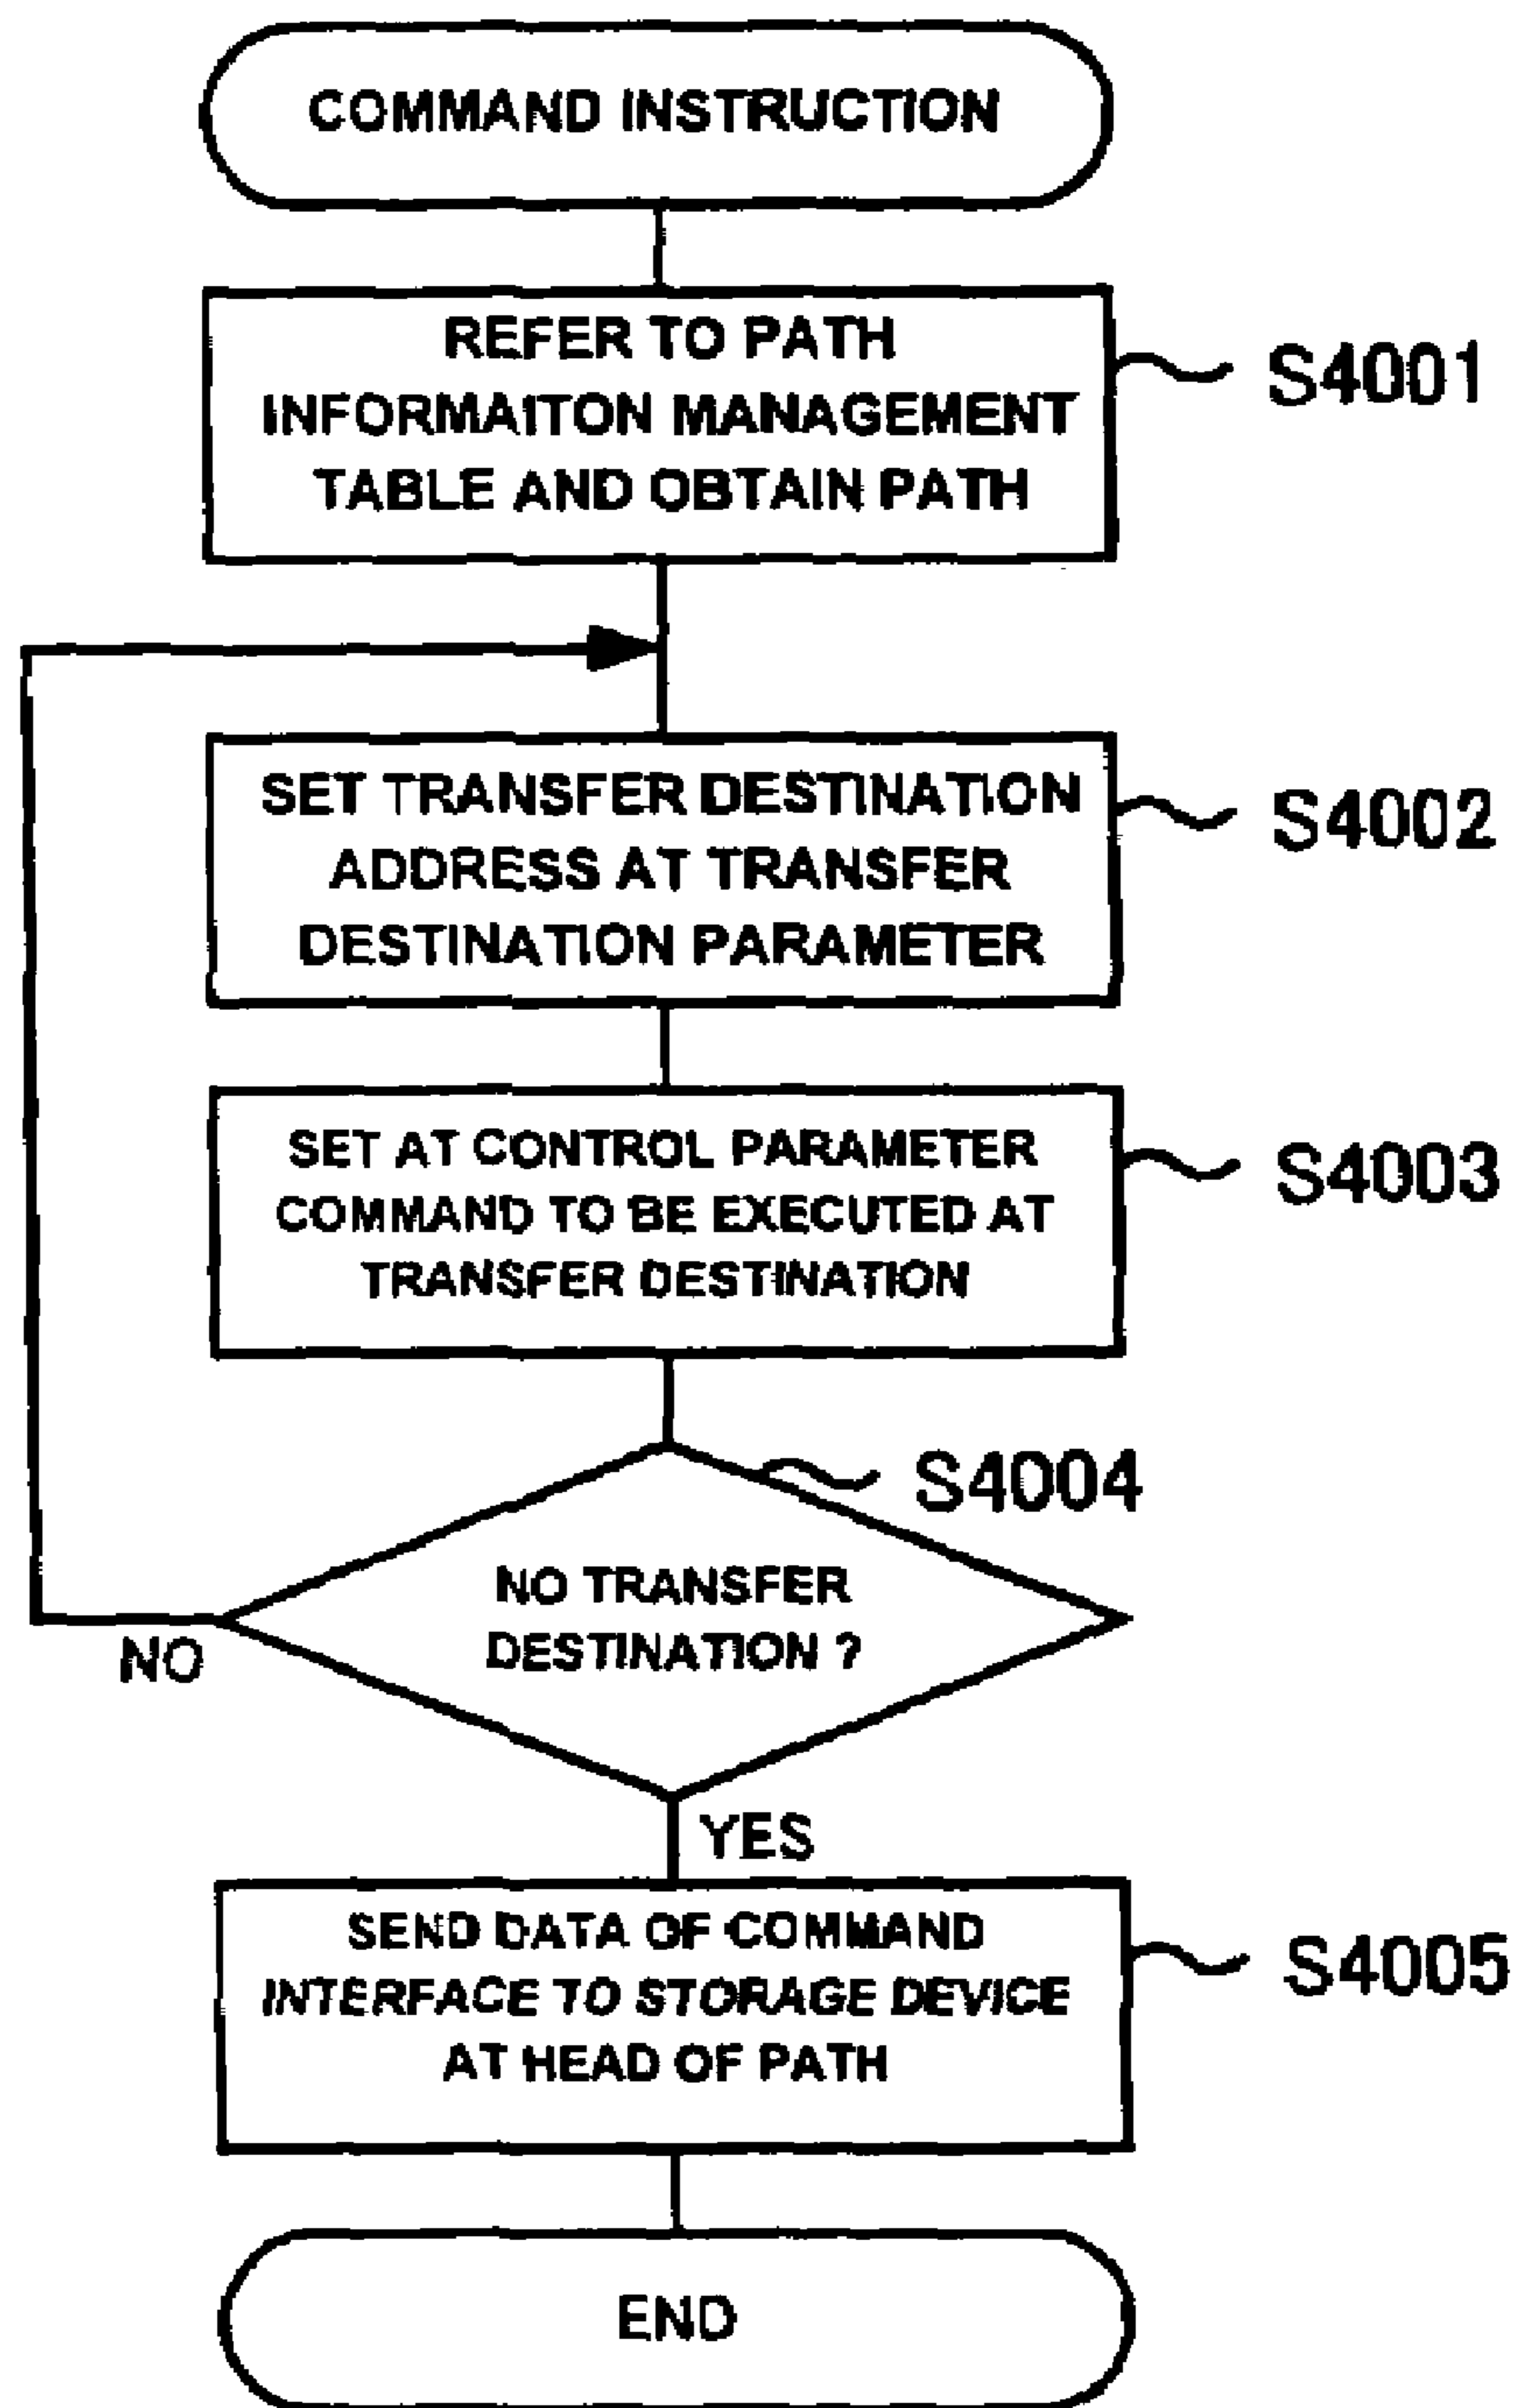 COMMAND INSTRUCTION
REFER TO PATH
INFORMAITON MANAGEMENT
TABLE AND OBTAIN PATH
S4001
SET TRANSFER DESTINATION
ADDRESS AT TRANSFER
DESTINATION PARAMETER
S4002
SET AT CONTROL PARAMETER
COMMAND TO BE EXECUTED AT
TRANSFER DESTINATION
S4003
S4004
NO TRANSFER
DESTINATION ?
NO
YES
SEND DATA OF COMMAND
INTERFACE TO STORAGE DEVICE
AT HEAD OF PATH
S4005
END